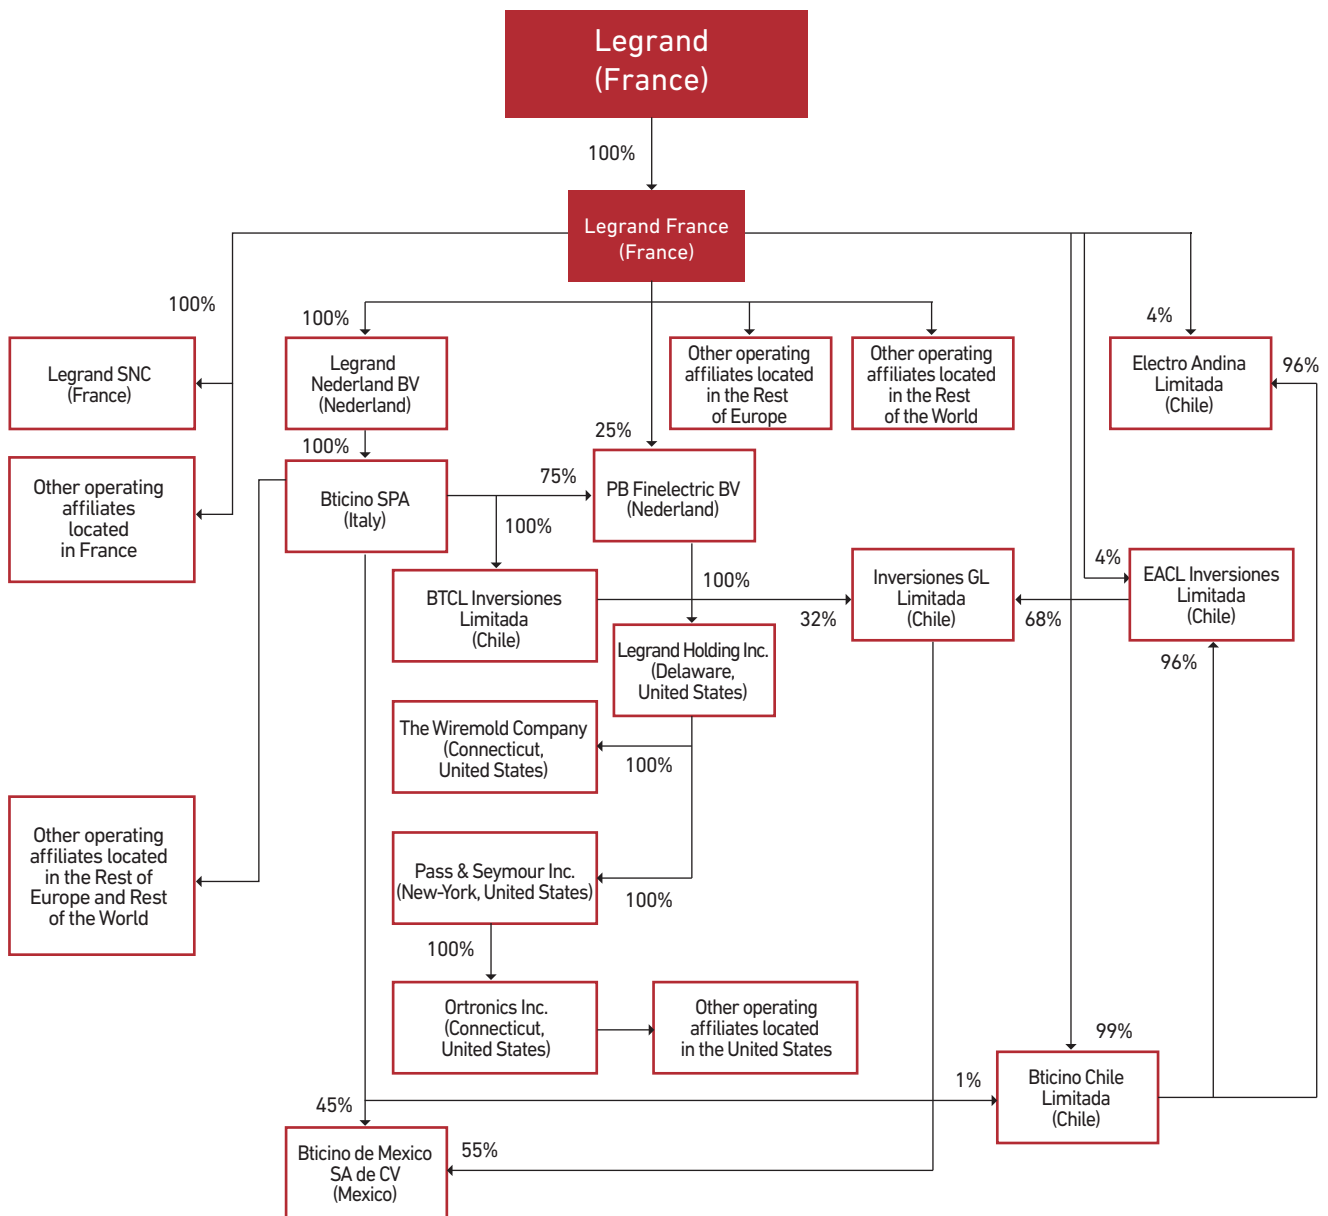 Legrand
(France)
100%
Legrand France
(France)
100%
100%
4%
Legrand SNC
(France)
Legrand
Nederland BV
(Nederland)
Other operating
affiliates located
in the Rest
of Europe
Other operating
affiliates located
in the Rest
of the World
Electro Andina
Limitada
(Chile)
96%
25%
100%
Other operating
affiliates
located
in France
Bticino SPA
(Italy)
75%
PB Finelectric BV
(Nederland)
100%
100%
4%
BTCL Inversiones
Limitada
(Chile)
32%
Inversiones GL
Limitada
(Chile)
68%
EACL Inversiones
Limitada
(Chile)
96%
Legrand Holding Inc.
(Delaware,
United States)
The Wiremold Company
(Connecticut,
United States)
100%
Other operating
affiliates located
in the Rest of
Europe and Rest
of the World
Pass & Seymour Inc.
(New-York, United States)
100%
100%
Ortronics Inc.
(Connecticut,
United States)
Other operating
affiliates located
in the United States
99%
1%
Bticino Chile
Limitada
(Chile)
45%
Bticino de Mexico
SA de CV
(Mexico)
55%